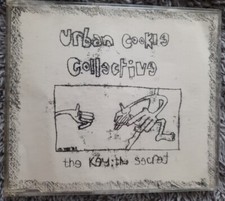 urban cookie
collective
the key; the secret